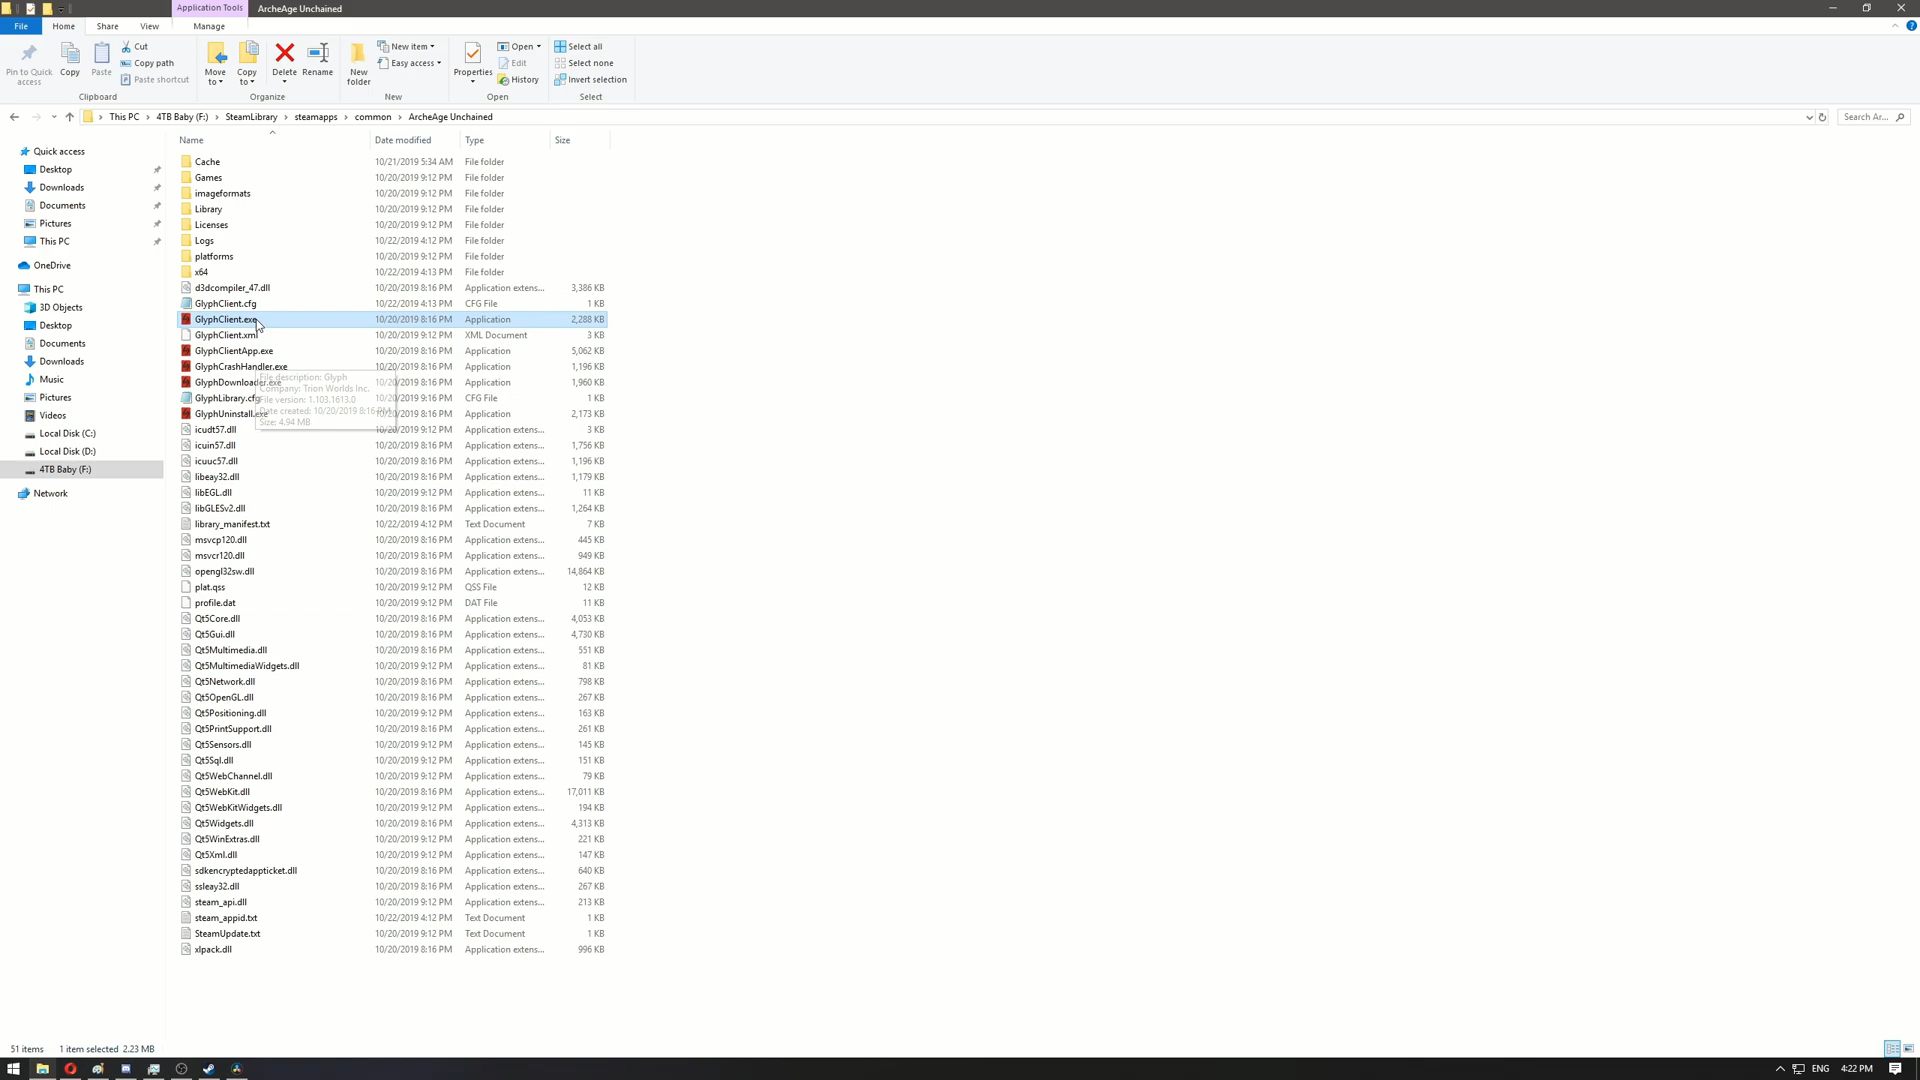 Application Tools
ArcheAge Unchained
File
Home
Share
View
Manage
Pin to Quick access
Copy
Paste
Cut
Copy path
Paste shortcut
Clipboard
Move to
Copy to
Delete
Rename
Organize
New folder
New item
Easy access
New
Properties
Open
Edit
History
Open
Select all
Select none
Invert selection
Select
This PC > 4TB Baby (F:) > SteamLibrary > steamapps > common > ArcheAge Unchained
Search Ar...
Quick access
Desktop
Downloads
Documents
Pictures
This PC
OneDrive
This PC
3D Objects
Desktop
Documents
Downloads
Music
Pictures
Videos
Local Disk (C:)
Local Disk (D:)
4TB Baby (F:)
Network
Name Date modified Type Size
Cache 10/21/2019 5:34 AM File folder
Games 10/20/2019 9:12 PM File folder
imageformats 10/20/2019 9:12 PM File folder
Library 10/20/2019 9:12 PM File folder
Licenses 10/20/2019 9:12 PM File folder
Logs 10/22/2019 4:12 PM File folder
platforms 10/20/2019 9:12 PM File folder
x64 10/22/2019 4:13 PM File folder
d3dcompiler_47.dll 10/20/2019 8:16 PM Application extens... 3,386 KB
GlyphClient.cfg 10/22/2019 4:13 PM CFG File 1 KB
GlyphClient.exe 10/20/2019 8:16 PM Application 2,288 KB
GlyphClient.xml 10/20/2019 8:16 PM XML Document 3 KB
GlyphClientApp.exe 10/20/2019 8:16 PM Application 5,062 KB
GlyphCrashHandler.exe 10/20/2019 8:16 PM Application 1,196 KB
GlyphDownloader.exe 10/20/2019 8:16 PM Application 1,960 KB
GlyphLibrary.cfg 10/20/2019 9:16 PM CFG File 1 KB
GlyphUninstall.exe 10/20/2019 8:16 PM Application 2,173 KB
File description: Glyph
Company: Trion Worlds Inc.
File version: 1.103.1613.0
Date created: 10/20/2019 8:16 PM
Size: 4.94 MB
icudt57.dll 10/20/2019 8:16 PM Application extens... 3 KB
icuin57.dll 10/20/2019 8:16 PM Application extens... 1,756 KB
icuuc57.dll 10/20/2019 8:16 PM Application extens... 1,196 KB
libeay32.dll 10/20/2019 8:16 PM Application extens... 1,179 KB
libEGL.dll 10/20/2019 9:12 PM Application extens... 11 KB
libGLESv2.dll 10/20/2019 8:16 PM Application extens... 1,264 KB
library_manifest.txt 10/22/2019 4:12 PM Text Document 7 KB
msvcp120.dll 10/20/2019 8:16 PM Application extens... 445 KB
msvcr120.dll 10/20/2019 8:16 PM Application extens... 949 KB
opengl32sw.dll 10/20/2019 8:16 PM Application extens... 14,864 KB
plat.qss 10/20/2019 9:12 PM QSS File 12 KB
profile.dat 10/20/2019 9:12 PM DAT File 11 KB
Qt5Core.dll 10/20/2019 8:16 PM Application extens... 4,053 KB
Qt5Gui.dll 10/20/2019 8:16 PM Application extens... 4,730 KB
Qt5Multimedia.dll 10/20/2019 8:16 PM Application extens... 551 KB
Qt5MultimediaWidgets.dll 10/20/2019 9:12 PM Application extens... 81 KB
Qt5Network.dll 10/20/2019 8:16 PM Application extens... 798 KB
Qt5OpenGL.dll 10/20/2019 8:16 PM Application extens... 267 KB
Qt5Positioning.dll 10/20/2019 9:12 PM Application extens... 163 KB
Qt5PrintSupport.dll 10/20/2019 8:16 PM Application extens... 261 KB
Qt5Sensors.dll 10/20/2019 9:12 PM Application extens... 145 KB
Qt5Sql.dll 10/20/2019 9:12 PM Application extens... 151 KB
Qt5WebChannel.dll 10/20/2019 9:12 PM Application extens... 79 KB
Qt5WebKit.dll 10/20/2019 8:16 PM Application extens... 17,011 KB
Qt5WebKitWidgets.dll 10/20/2019 9:12 PM Application extens... 194 KB
Qt5Widgets.dll 10/20/2019 8:16 PM Application extens... 4,313 KB
Qt5WinExtras.dll 10/20/2019 9:12 PM Application extens... 221 KB
Qt5Xml.dll 10/20/2019 9:12 PM Application extens... 147 KB
sdkencryptedappticket.dll 10/20/2019 8:16 PM Application extens... 640 KB
ssleay32.dll 10/20/2019 8:16 PM Application extens... 267 KB
steam_api.dll 10/20/2019 9:12 PM Application extens... 213 KB
steam_appid.txt 10/22/2019 4:12 PM Text Document 1 KB
SteamUpdate.txt 10/20/2019 9:12 PM Text Document 1 KB
xlpack.dll 10/20/2019 8:16 PM Application extens... 996 KB
51 items 1 item selected 2.23 MB
ENG 4:22 PM